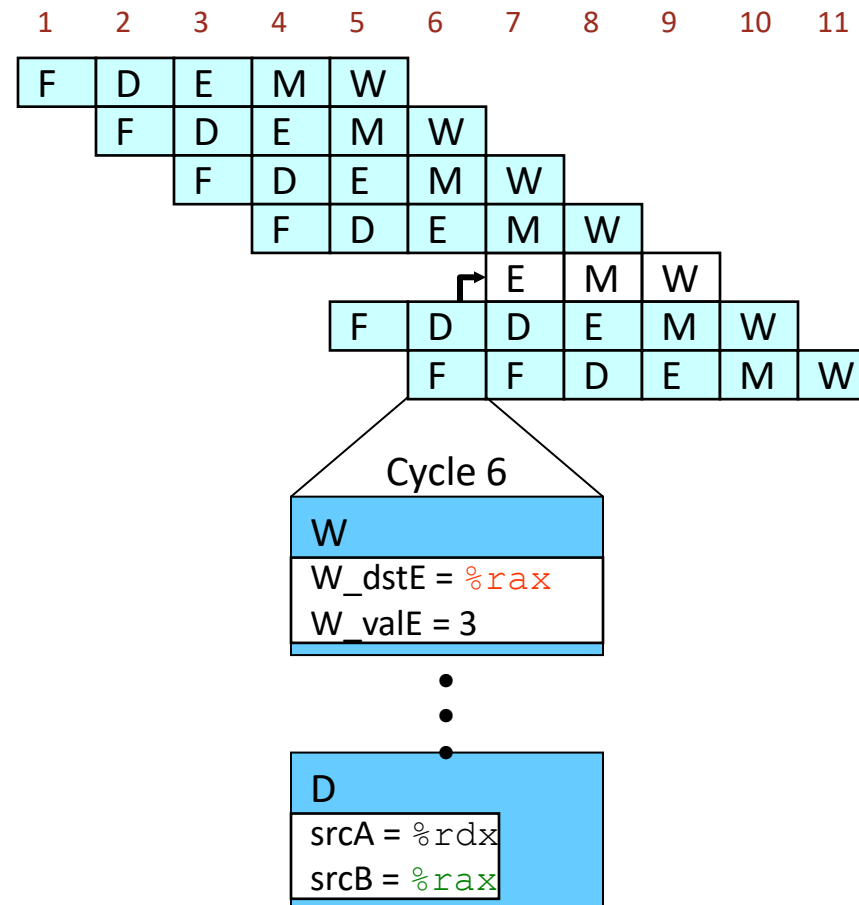 1 2 3 4 5 6 7 8 9 10 11
F D E M W
F D E M W
F D E M W
F D E M W
E M W
F D D E M W
F F D E M W
Cycle 6
W
W_dstE = %rax
W_valE = 3
D
srcA = %rdx
srcB = %rax